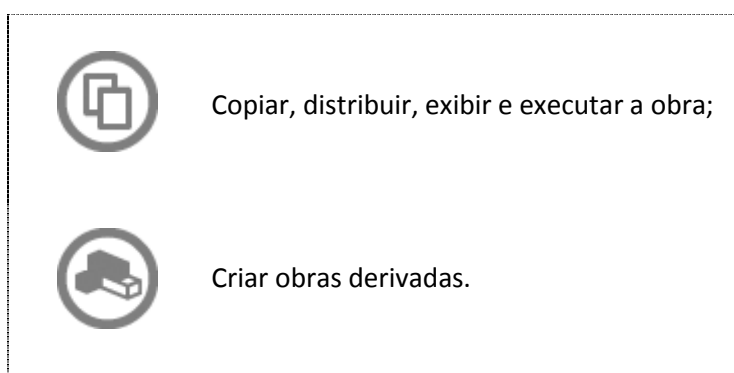 Copiar, distribuir, exibir e executar a obra;
Criar obras derivadas.